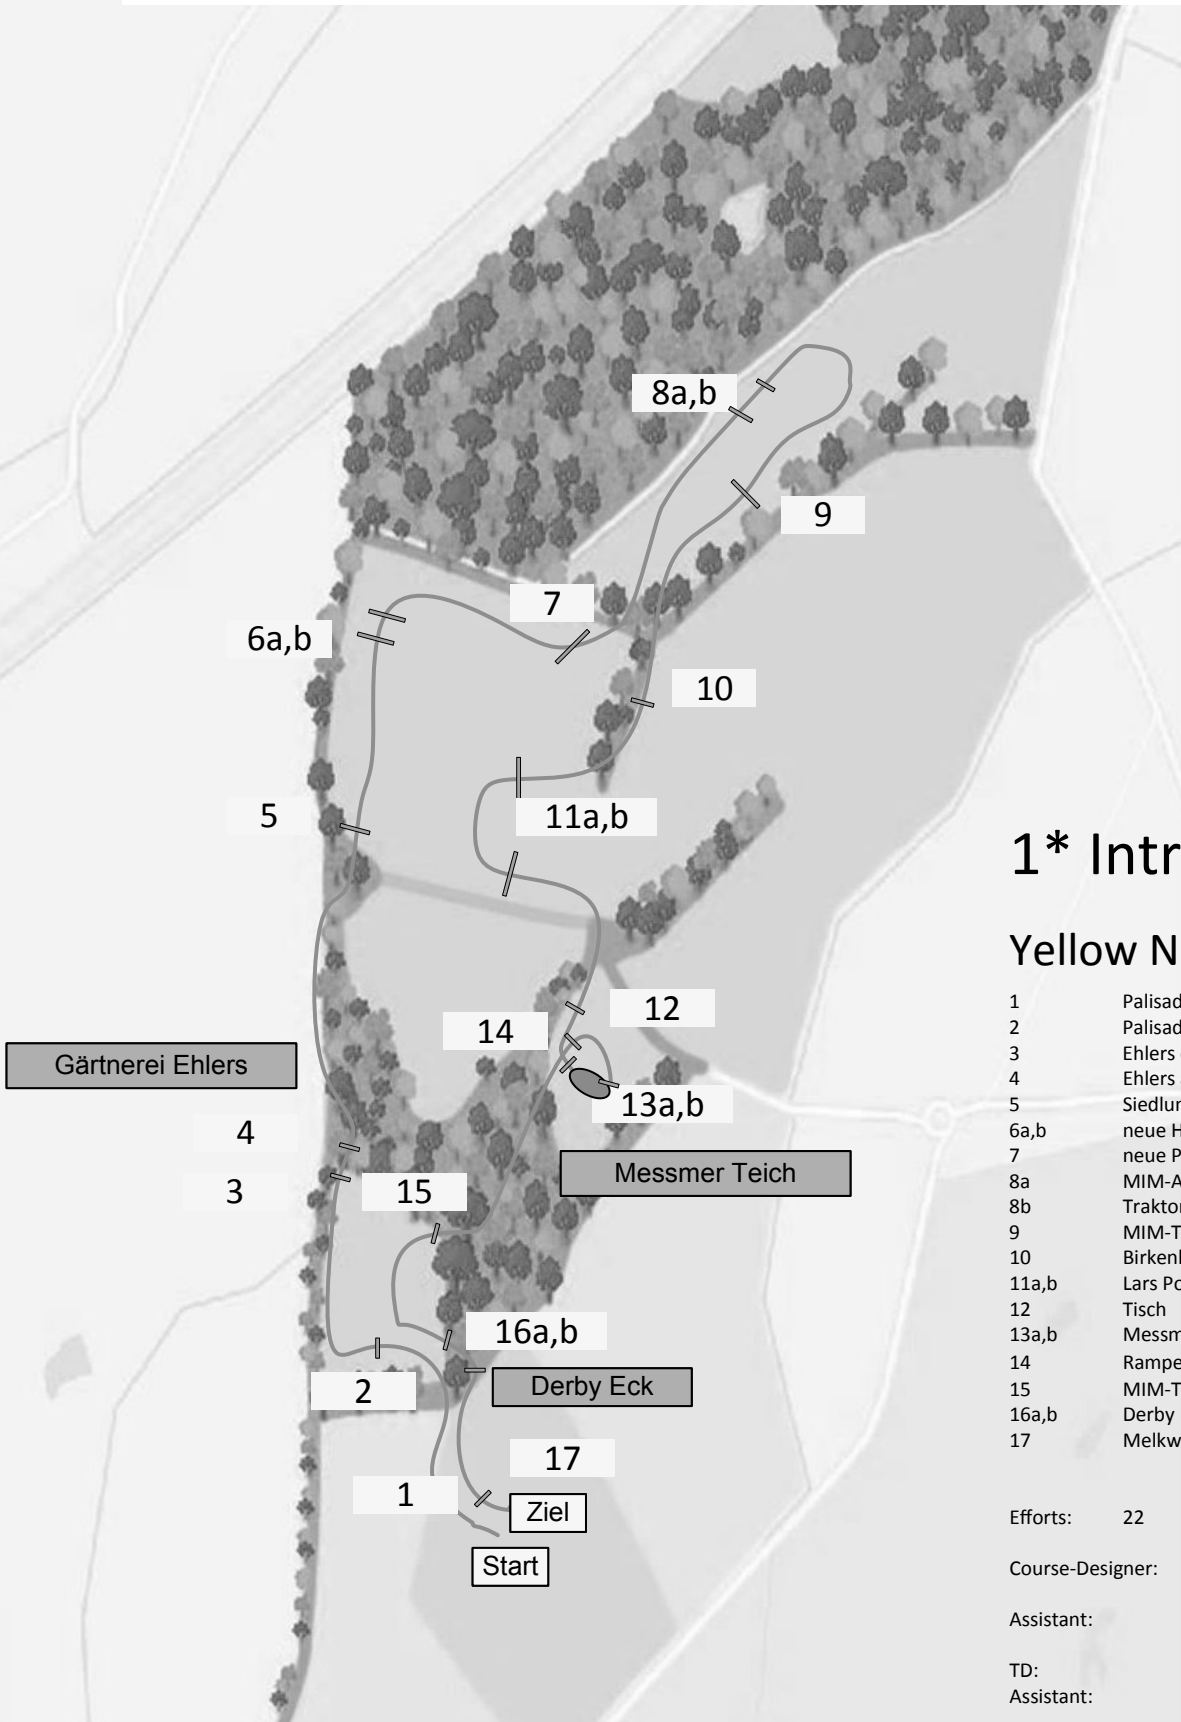 8a,b
9
7
6a,b
10
5
11a,b
12
14
Gärtnerei Ehlers
13a,b
4
Messmer Teich
3
15
16a,b
2
Derby Eck
17
1
Ziel
Start
1* Intr
Yellow N
1 Palisad
2 Palisad
3 Ehlers
4 Ehlers
5 Siedlun
6a,b neue H
7 neue P
8a MIM-A
8b Traktor
9 MIM-T
10 Birkenh
11a,b Lars Po
12 Tisch
13a,b Messm
14 Rampe
15 MIM-T
16a,b Derby
17 Melkw
Efforts: 22
Course-Designer:
Assistant:
TD:
Assistant: